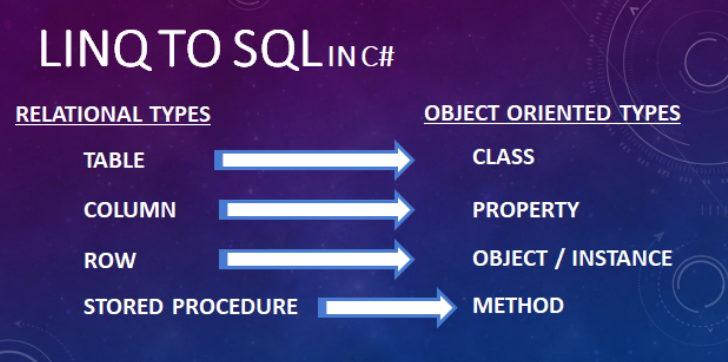 LINQ TO SQL IN C#
RELATIONAL TYPES
OBJECT ORIENTED TYPES
TABLE
CLASS
COLUMN
PROPERTY
ROW
OBJECT / INSTANCE
STORED PROCEDURE
METHOD